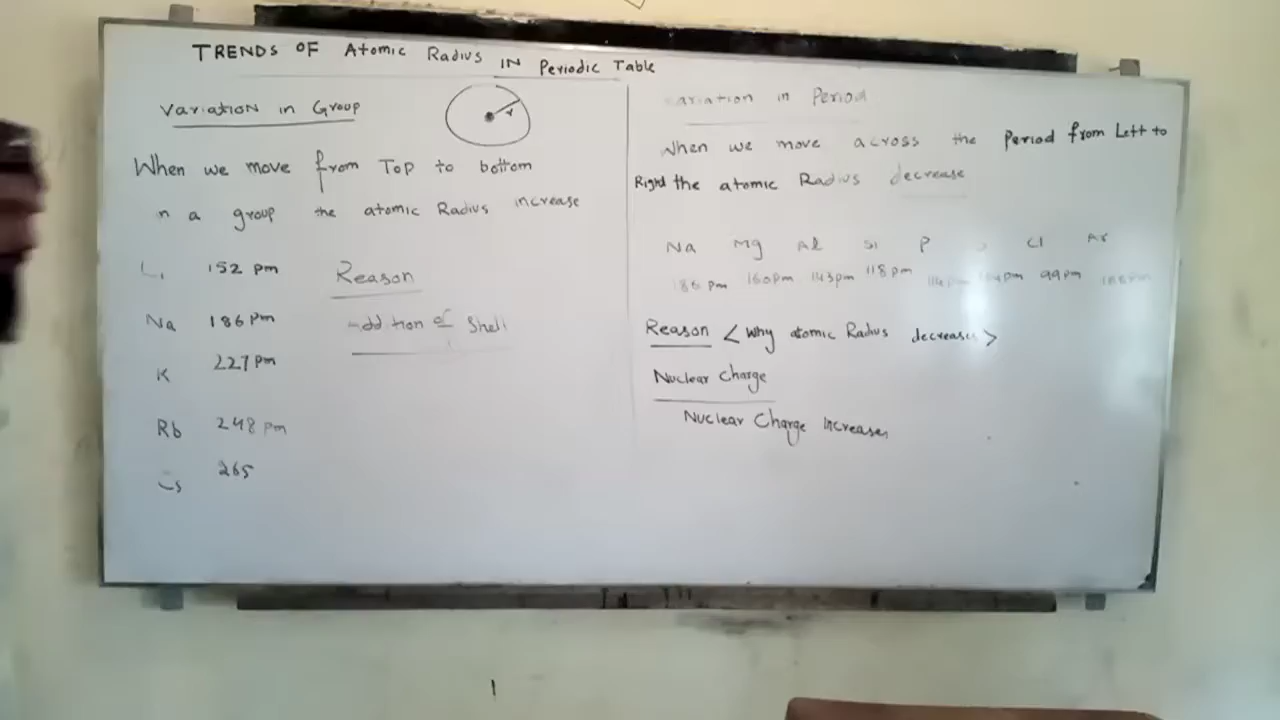 TRENDS OF Atomic Radius IN Periodic Table
Variation in Group
r
When we move from Top to bottom
in a group the atomic Radius increase
Li 152 pm
Na 186 pm
K 227 pm
Rb 248 pm
Cs 265
Reason
addition of Shell
variation in Period
When we move across the Period from Left to
Right the atomic Radius decrease
Na Mg Al Si P Cl Ar
186 pm 160pm 143pm 118 pm 99 pm
Reason < Why atomic Radius decreases >
Nuclear Charge
Nuclear Charge increases